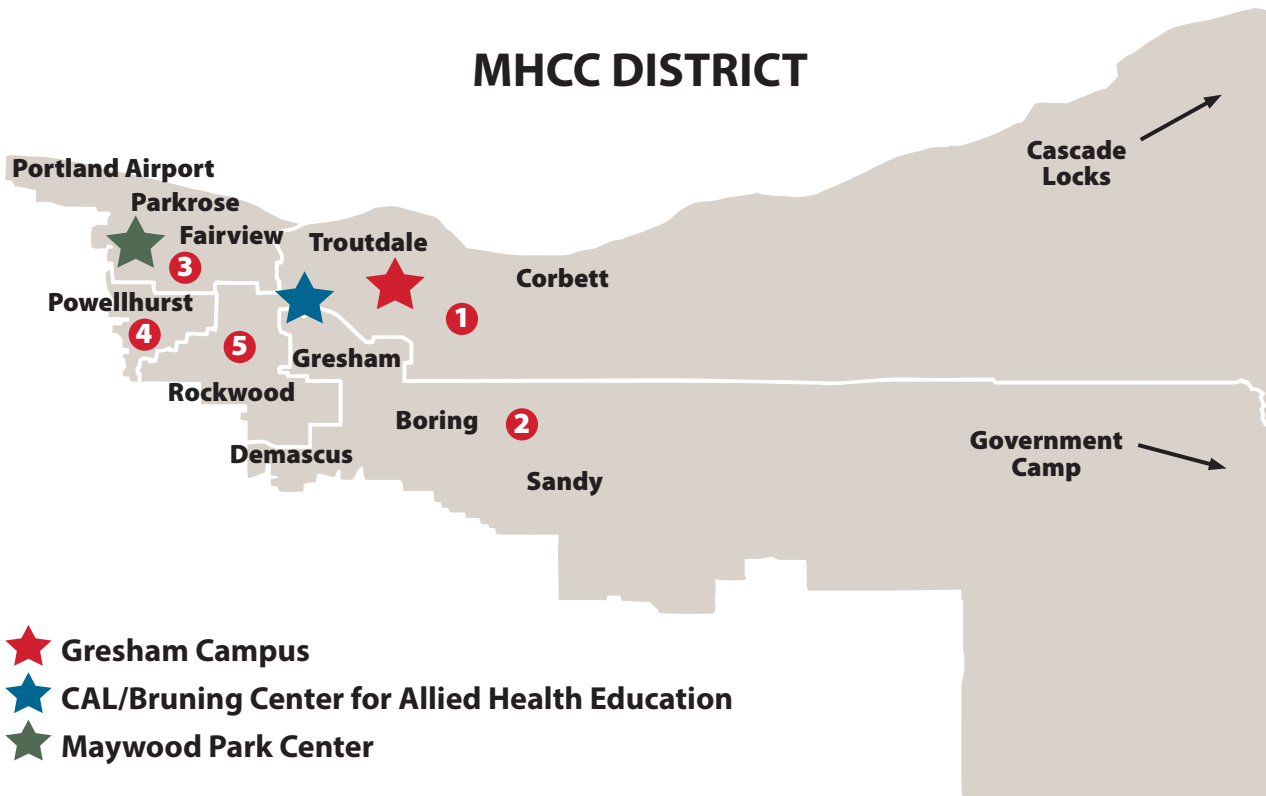 MHCC DISTRICT
Cascade
Locks
Portland Airport
Parkrose
Fairview
Troutdale
3
Corbett
Powellhurst
1
4
5
Gresham
Rockwood
Boring
2
Government
Camp
Demascus
Sandy
Gresham Campus
CAL/Bruning Center for Allied Health Education
Maywood Park Center